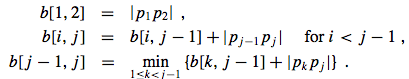 b[1, 2] = |p₁p₂| ,
b[i, j] = b[i, j − 1] + |pⱼ₋₁pⱼ| for i < j − 1 ,
b[j − 1, j] = min_{1≤k<j−1} {b[k, j − 1] + |pₖpⱼ|} .